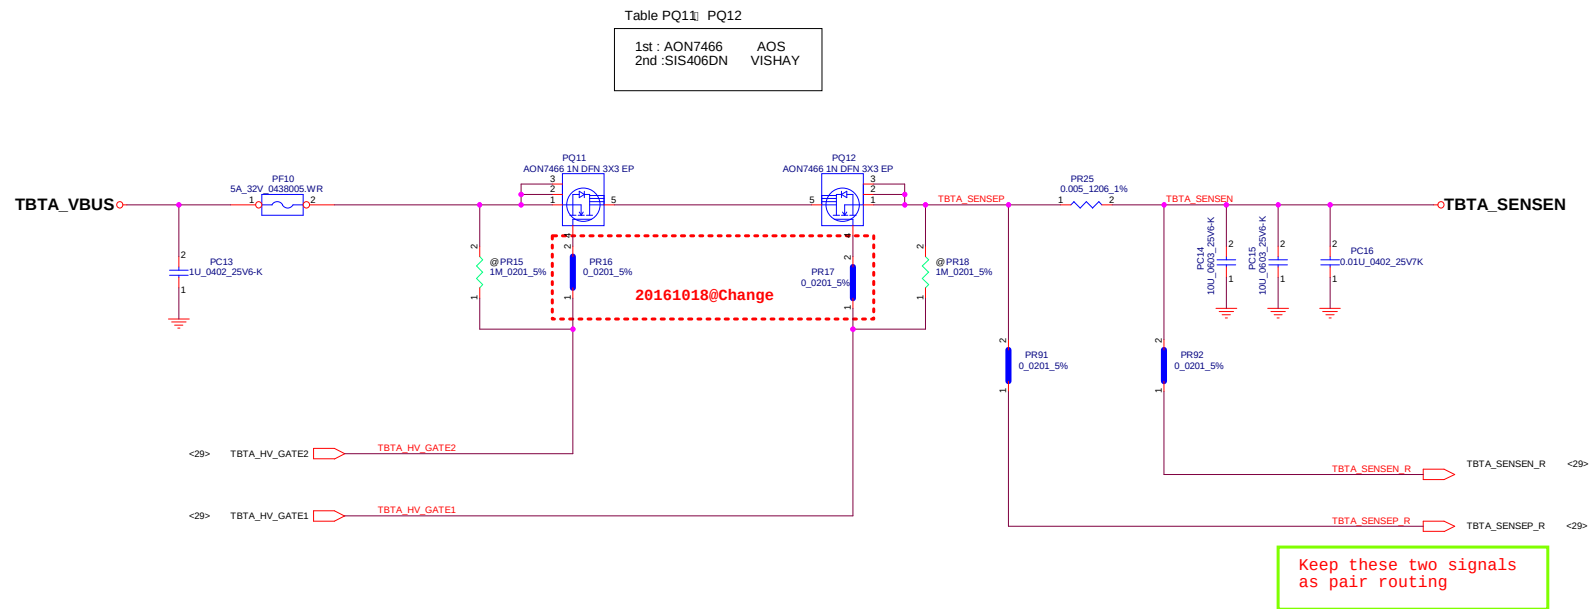 Table PQ11 PQ12
1st : AON7466 AOS
2nd :SIS406DN VISHAY
PQ11
AON7466 1N DFN 3X3 EP
PQ12
AON7466 1N DFN 3X3 EP
PF10
5A_32V_0438005.WR
PR25
0.005_1206_1%
3
2
1
5
4
5
3
2
1
4
1
2
TBTA_VBUS
TBTA_SENSEP
1
2
TBTA_SENSEN
TBTA_SENSEN
2
PC13
1U_0402_25V6-K
1
2
@PR15
1M_0201_5%
1
2
PR16
0_0201_5%
1
2
PR17
0_0201_5%
1
2
@PR18
1M_0201_5%
1
2
PC14
10U_0603_25V6-K
1
2
PC15
10U_0603_25V6-K
1
2
PC16
0.01U_0402_25V7K
1
20161018@Change
2
PR91
0_0201_5%
1
2
PR92
0_0201_5%
1
<29> TBTA_HV_GATE2 TBTA_HV_GATE2
TBTA_SENSEN_R TBTA_SENSEN_R <29>
<29> TBTA_HV_GATE1 TBTA_HV_GATE1
TBTA_SENSEP_R TBTA_SENSEP_R <29>
Keep these two signals
as pair routing